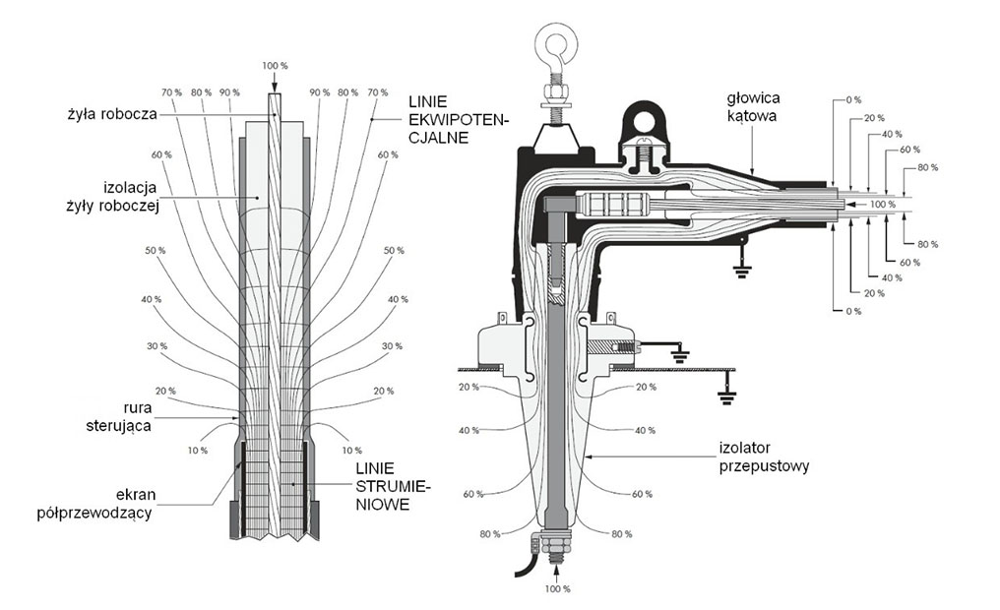 100 %
70 % 80 % 90 %
90 % 80 % 70 %
żyła robocza
LINIE
EKWIPOTEN-
CJALNE
60 %
60 %
izolacja
żyły roboczej
50 %
50 %
40 %
40 %
30 %
30 %
20 %
20 %
rura
sterująca
10 %
10 %
LINIE
STRUMIE-
NIOWE
ekran
półprzewodzący
głowica
kątowa
0 %
20 %
40 %
60 %
80 %
100 %
80 %
60 %
40 %
20 %
0 %
20 %
20 %
40 %
40 %
izolator
przepustowy
60 %
60 %
80 %
80 %
100 %